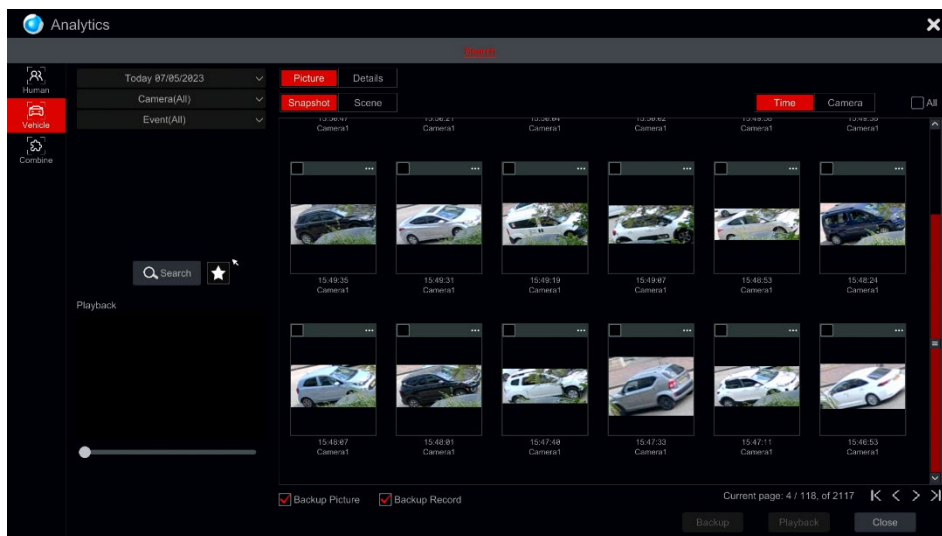 Analytics
Search
Human
Vehicle
Combine
Today 07/05/2023
Camera(All)
Event(All)
Search
Playback
Picture Details
Snapshot Scene
Time Camera All
Camera1 Camera1 Camera1 Camera1 Camera1 Camera1
15:49:35 15:49:31 15:49:19 15:49:07 15:48:53 15:48:24
Camera1 Camera1 Camera1 Camera1 Camera1 Camera1
15:48:07 15:48:01 15:47:40 15:47:33 15:47:11 15:46:53
Camera1 Camera1 Camera1 Camera1 Camera1 Camera1
Backup Picture Backup Record
Current page: 4 / 118, of 2117
Backup Playback Close